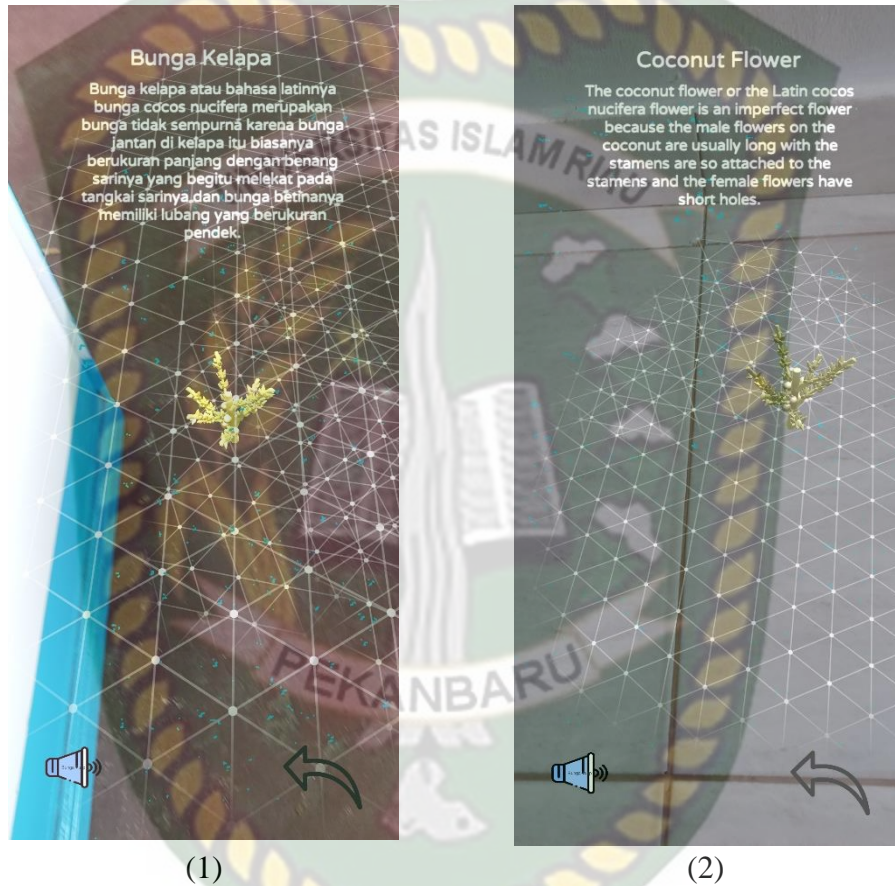 Bunga Kelapa
Bunga kelapa atau bahasa latinnya
bunga cocos nucifera merupakan
bunga tidak sempurna karena bunga
jantan di kelapa itu biasanya
berukuran panjang dengan benang
sarinya yang begitu melekat pada
tangkai sarinya,dan bunga betinanya
memiliki lubang yang berukuran
pendek.
Coconut Flower
The coconut flower or the Latin cocos
nucifera flower is an imperfect flower
because the male flowers on the
coconut are usually long with the
stamens are so attached to the
stamens and the female flowers have
short holes.
SITAS ISLAM RIAU
PEKANBARU
(1)
(2)